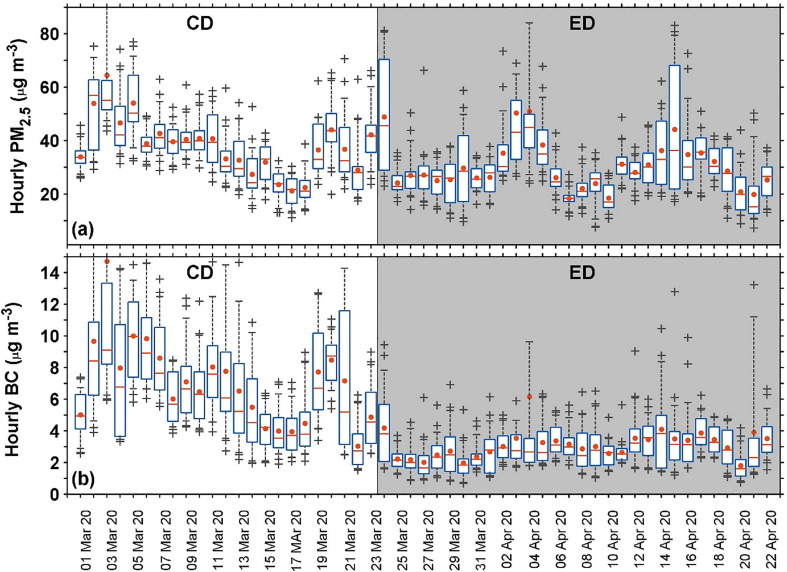 CD
ED
Hourly PM2.5 (µg m-3)
80
60
40
20
(a)
CD
ED
Hourly BC (µg m-3)
14
12
10
8
6
4
2
0
(b)
01 Mar 20
03 Mar 20
05 Mar 20
07 Mar 20
09 Mar 20
11 Mar 20
13 Mar 20
15 Mar 20
17 MAr 20
19 Mar 20
21 Mar 20
23 Mar 20
25 Mar 20
27 Mar 20
29 Mar 20
31 Mar 20
02 Apr 20
04 Apr 20
06 Apr 20
08 Apr 20
10 Apr 20
12 Apr 20
14 Apr 20
16 Apr 20
18 Apr 20
20 Apr 20
22 Apr 20